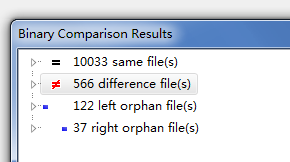 Binary Comparison Results
= 10033 same file(s)
≠ 566 difference file(s)
122 left orphan file(s)
37 right orphan file(s)